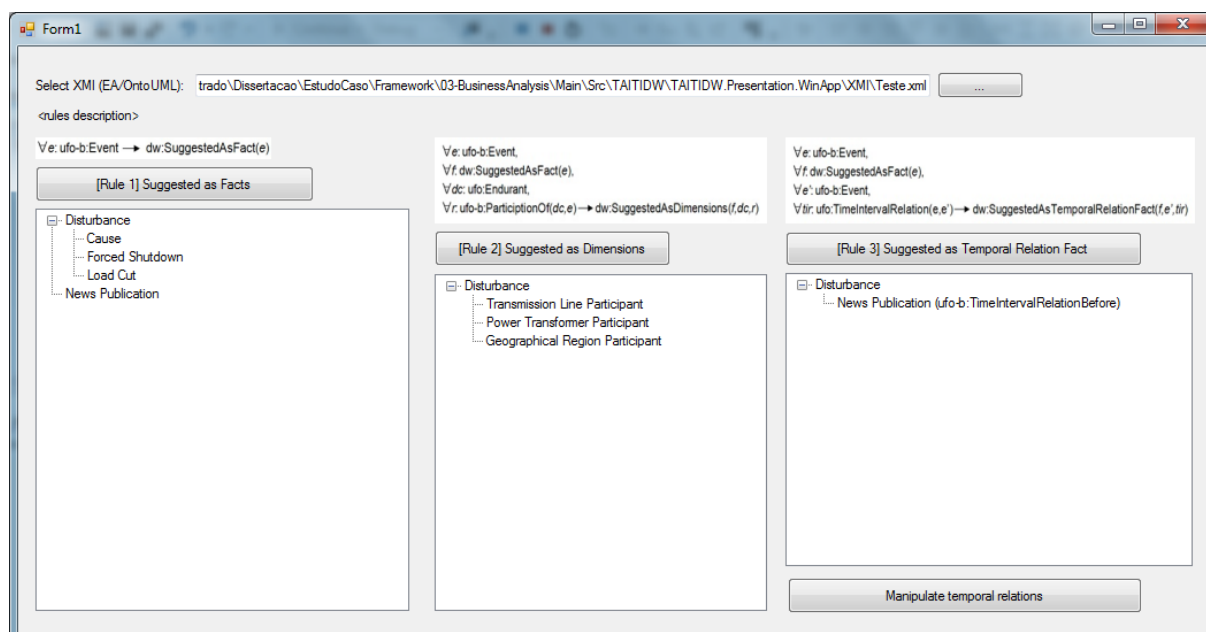 Form1
Select XMI (EA/OntoUML): trado\Dissertacao\EstudoCaso\Framework\03-BusinessAnalysis\Main\Src\TAITIDW\TAITIDW.Presentation.WinApp\XMI\Teste.xml ...
<rules description>
∀e: ufo-b:Event → dw:SuggestedAsFact(e)
[Rule 1] Suggested as Facts
Disturbance
Cause
Forced Shutdown
Load Cut
News Publication
∀e: ufo-b:Event,
∀f: dw:SuggestedAsFact(e),
∀dc: ufo:Endurant,
∀r: ufo-b:ParticiptionOf(dc,e)→ dw:SuggestedAsDimensions(f,dc,r)
[Rule 2] Suggested as Dimensions
Disturbance
Transmission Line Participant
Power Transformer Participant
Geographical Region Participant
∀e: ufo-b:Event,
∀f: dw:SuggestedAsFact(e),
∀e': ufo-b:Event,
∀tir: ufo:TimeIntervalRelation(e,e')→ dw:SuggestedAsTemporalRelationFact(f,e',tir)
[Rule 3] Suggested as Temporal Relation Fact
Disturbance
News Publication (ufo-b:TimeIntervalRelationBefore)
Manipulate temporal relations